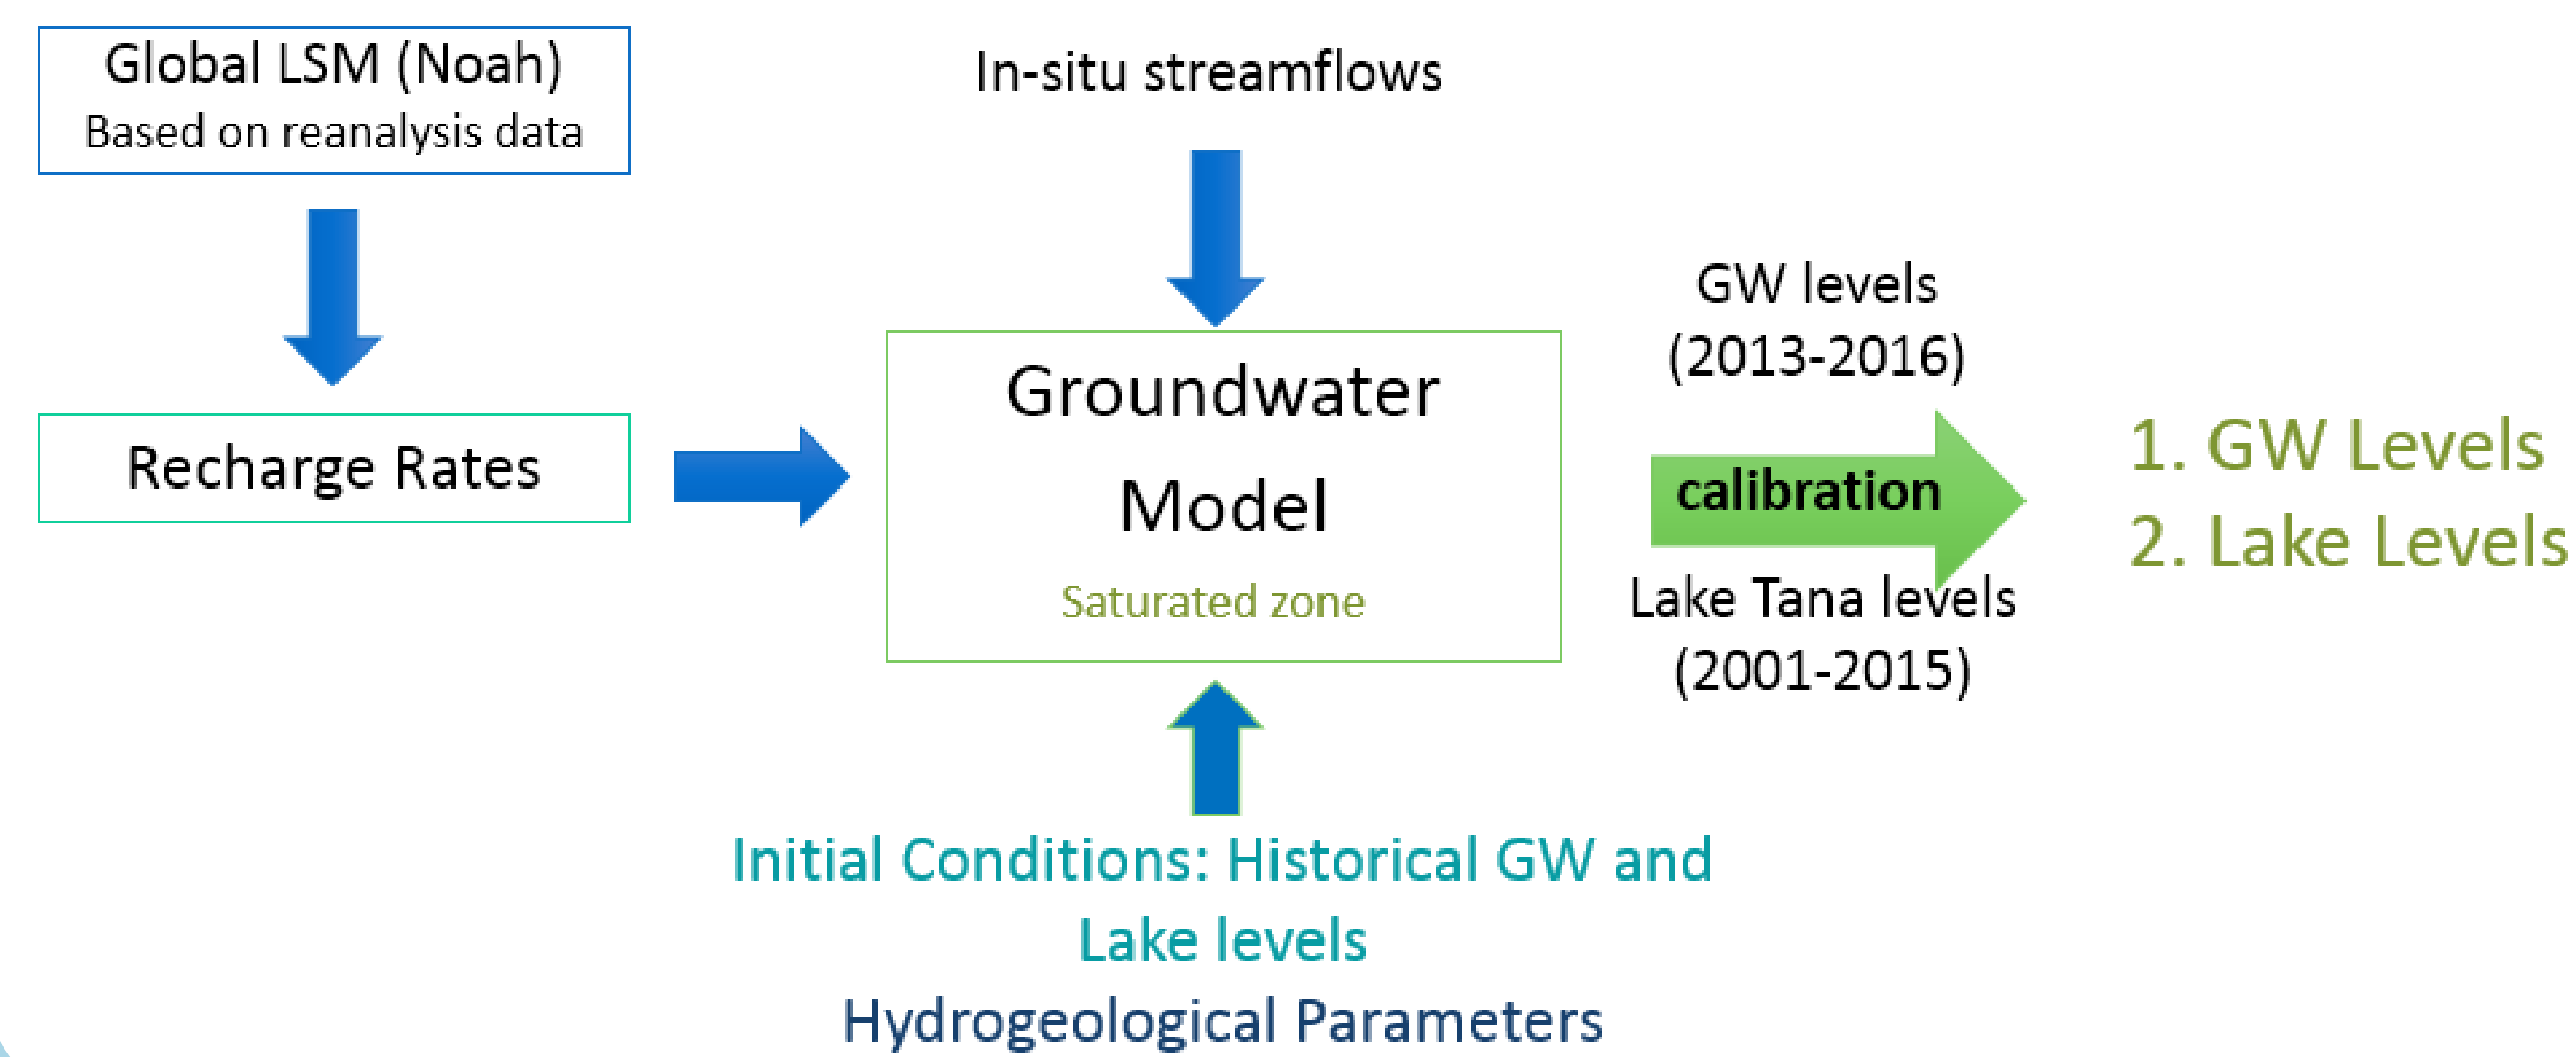 Global LSM (Noah)
Based on reanalysis data
In-situ streamflows
Recharge Rates
Groundwater
Model
Saturated zone
GW levels
(2013-2016)
calibration
Lake Tana levels
(2001-2015)
1. GW Levels
2. Lake Levels
Initial Conditions: Historical GW and
Lake levels
Hydrogeological Parameters